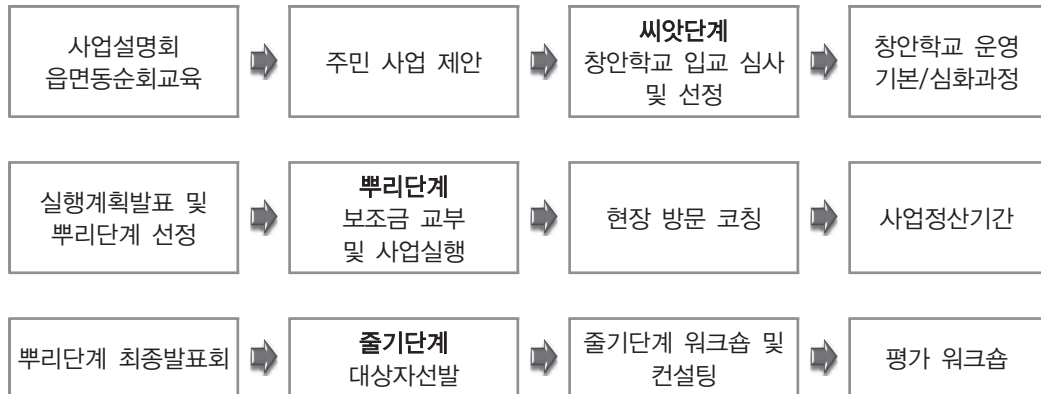 사업설명회
읍면동순회교육
주민 사업 제안
씨앗단계
창안학교 입교 심사
및 선정
창안학교 운영
기본/심화과정
실행계획발표 및
뿌리단계 선정
뿌리단계
보조금 교부
및 사업실행
현장 방문 코칭
사업정산기간
뿌리단계 최종발표회
줄기단계
대상자선발
줄기단계 워크숍 및
컨설팅
평가 워크숍